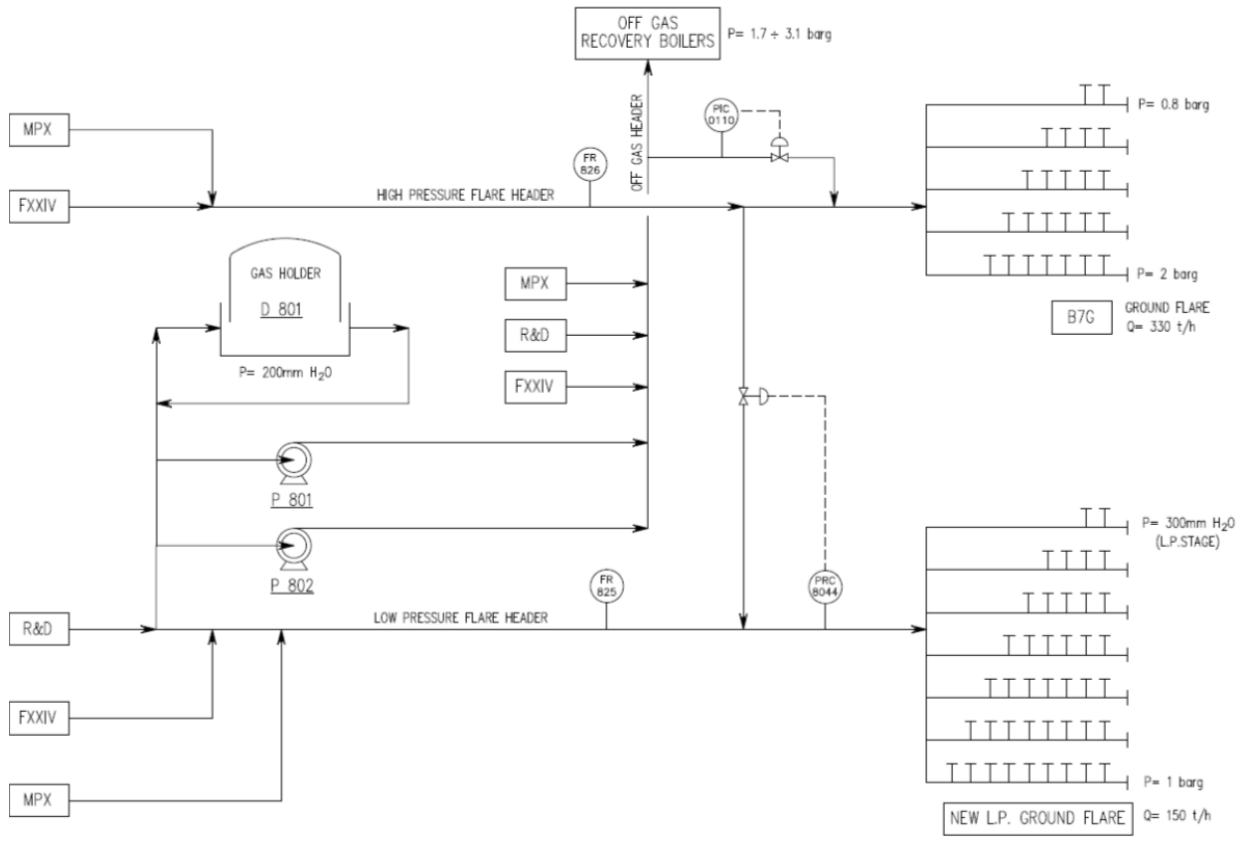 OFF GAS
RECOVERY BOILERS
P= 1.7 ÷ 3.1 barg
MPX
OFF GAS HEADER
PIC
0110
P= 0.8 barg
FR
826
FXXIV
HIGH PRESSURE FLARE HEADER
GAS HOLDER
D 801
P= 200mm H₂O
MPX
R&D
FXXIV
P= 2 barg
B7G
GROUND FLARE
Q= 330 t/h
P 801
P 802
P= 300mm H₂O
(L.P.STAGE)
FR
825
PRC
8044
R&D
LOW PRESSURE FLARE HEADER
FXXIV
MPX
P= 1 barg
NEW L.P. GROUND FLARE
Q= 150 t/h